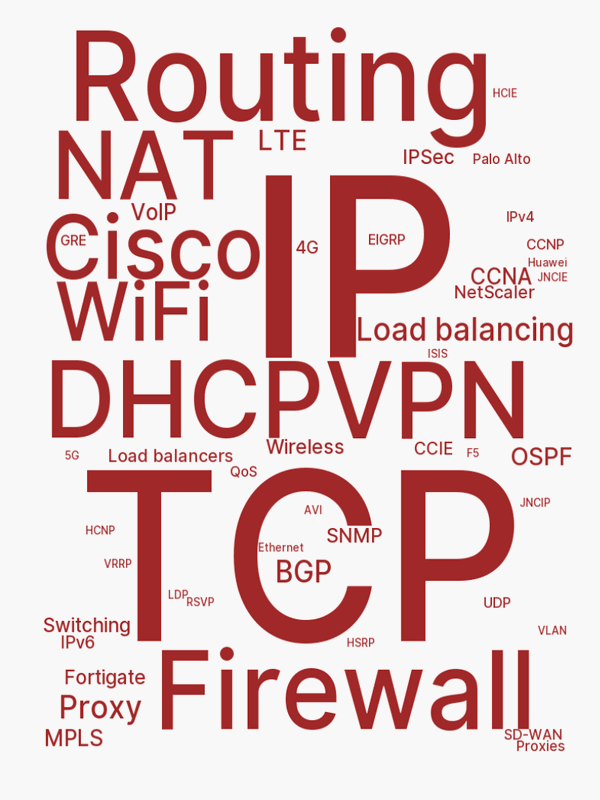 Routing
HCIE
NAT
LTE
IPSec
Palo Alto
IP
VoIP
IPv4
Cisco
GRE
4G
EIGRP
CCNP
Huawei
CCNA
JNCIE
NetScaler
WiFi
Load balancing
ISIS
DHCP
VPN
Wireless
CCIE
F5
OSPF
5G
Load balancers
QoS
TCP
JNCIP
AVI
HCNP
SNMP
Ethernet
VRRP
BGP
LDP
RSVP
UDP
Switching
VLAN
IPv6
HSRP
Firewall
Fortigate
Proxy
MPLS
SD-WAN
Proxies